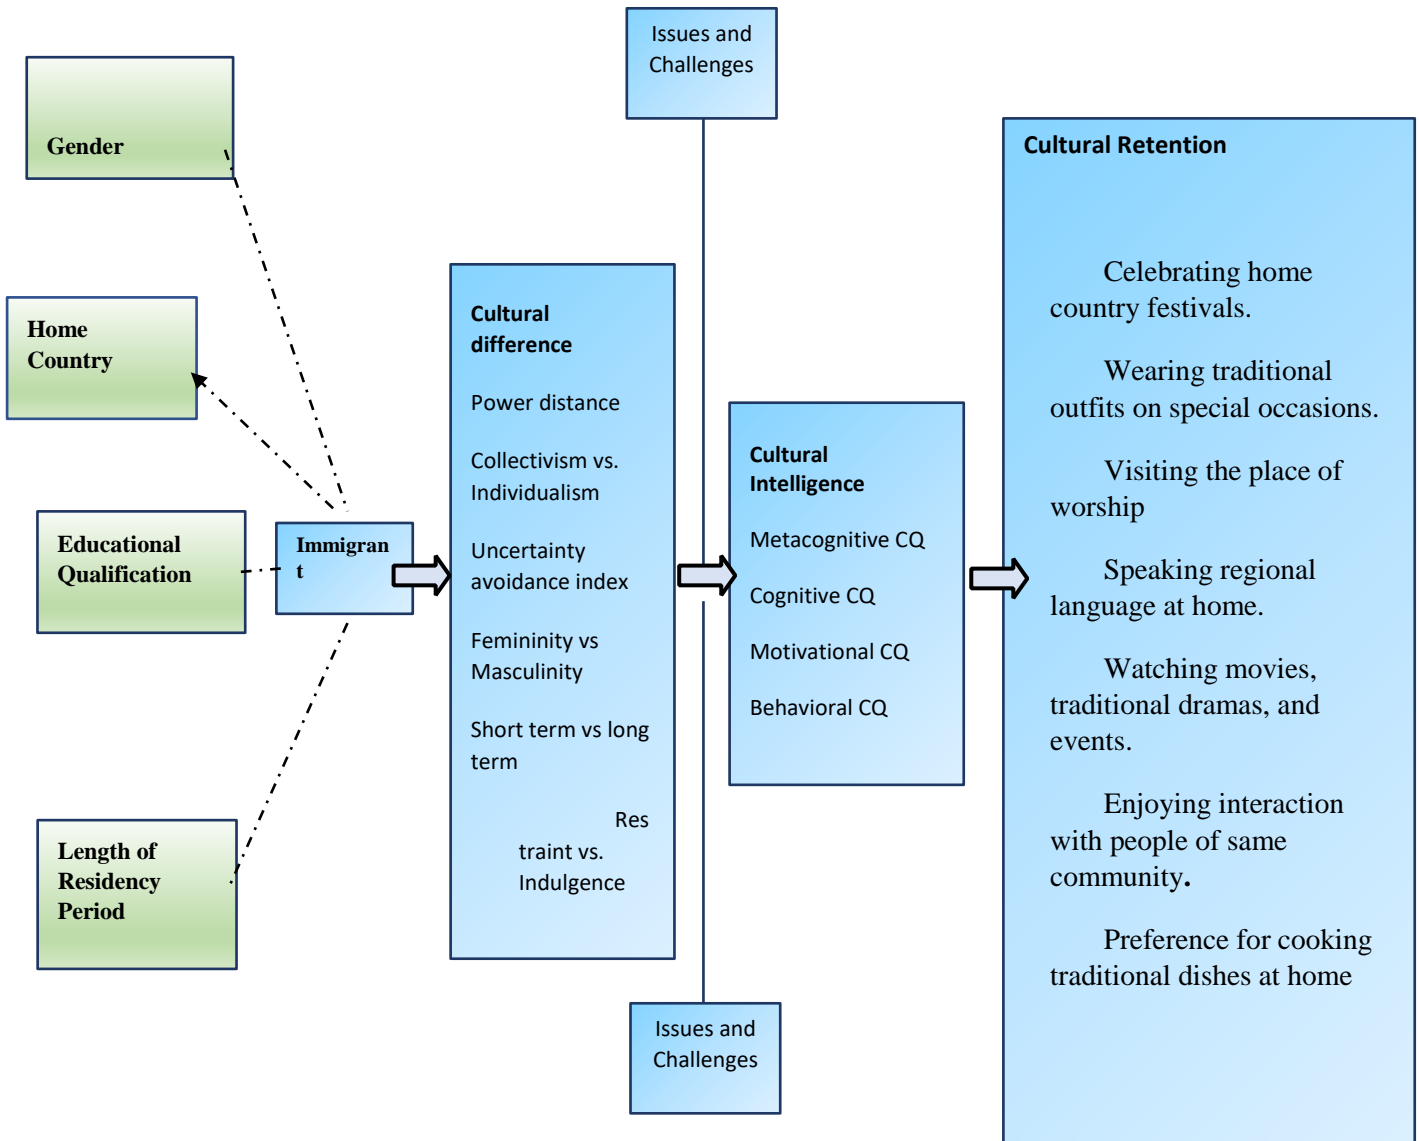 Issues and
Challenges
Gender
Home
Country
Educational
Qualification
Length of
Residency
Period
Immigran
t
Cultural
difference
Power distance
Collectivism vs.
Individualism
Uncertainty
avoidance index
Femininity vs
Masculinity
Short term vs long
term
Res
traint vs.
Indulgence
Cultural
Intelligence
Metacognitive CQ
Cognitive CQ
Motivational CQ
Behavioral CQ
Issues and
Challenges
Cultural Retention
Celebrating home
country festivals.
Wearing traditional
outfits on special occasions.
Visiting the place of
worship
Speaking regional
language at home.
Watching movies,
traditional dramas, and
events.
Enjoying interaction
with people of same
community.
Preference for cooking
traditional dishes at home